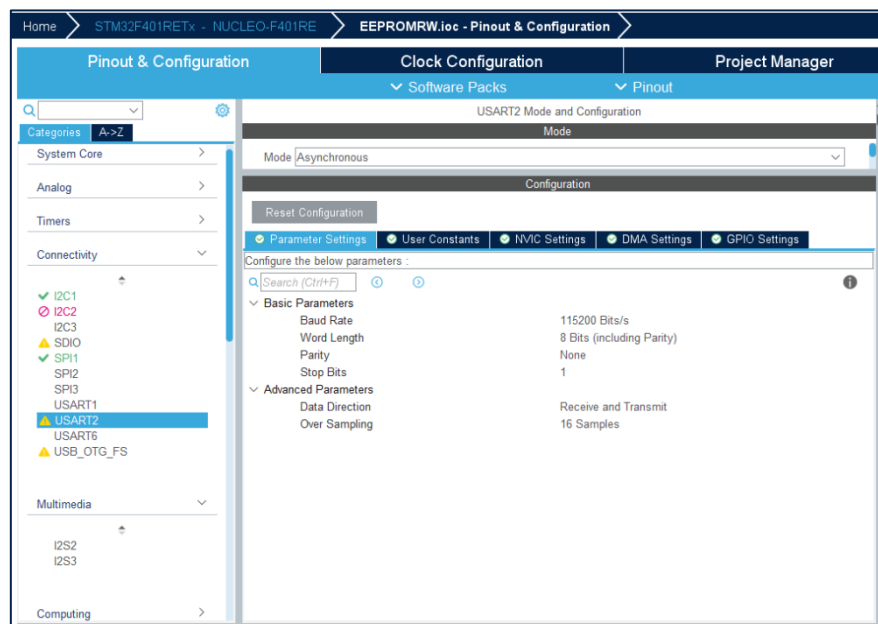 Home STM32F401RETx - NUCLEO-F401RE EEPROMRW.ioc - Pinout & Configuration
Pinout & Configuration Clock Configuration Project Manager
Software Packs Pinout
USART2 Mode and Configuration
Categories A->Z
Mode
System Core
Mode Asynchronous
Analog
Configuration
Reset Configuration
Timers
Parameter Settings User Constants NVIC Settings DMA Settings GPIO Settings
Connectivity
Configure the below parameters :
Search (Ctrl+F)
I2C1
I2C2
I2C3
SDIO
SPI1
SPI2
SPI3
USART1
USART2
USART6
USB_OTG_FS
Basic Parameters
Baud Rate 115200 Bits/s
Word Length 8 Bits (including Parity)
Parity None
Stop Bits 1
Advanced Parameters
Data Direction Receive and Transmit
Over Sampling 16 Samples
Multimedia
I2S2
I2S3
Computing